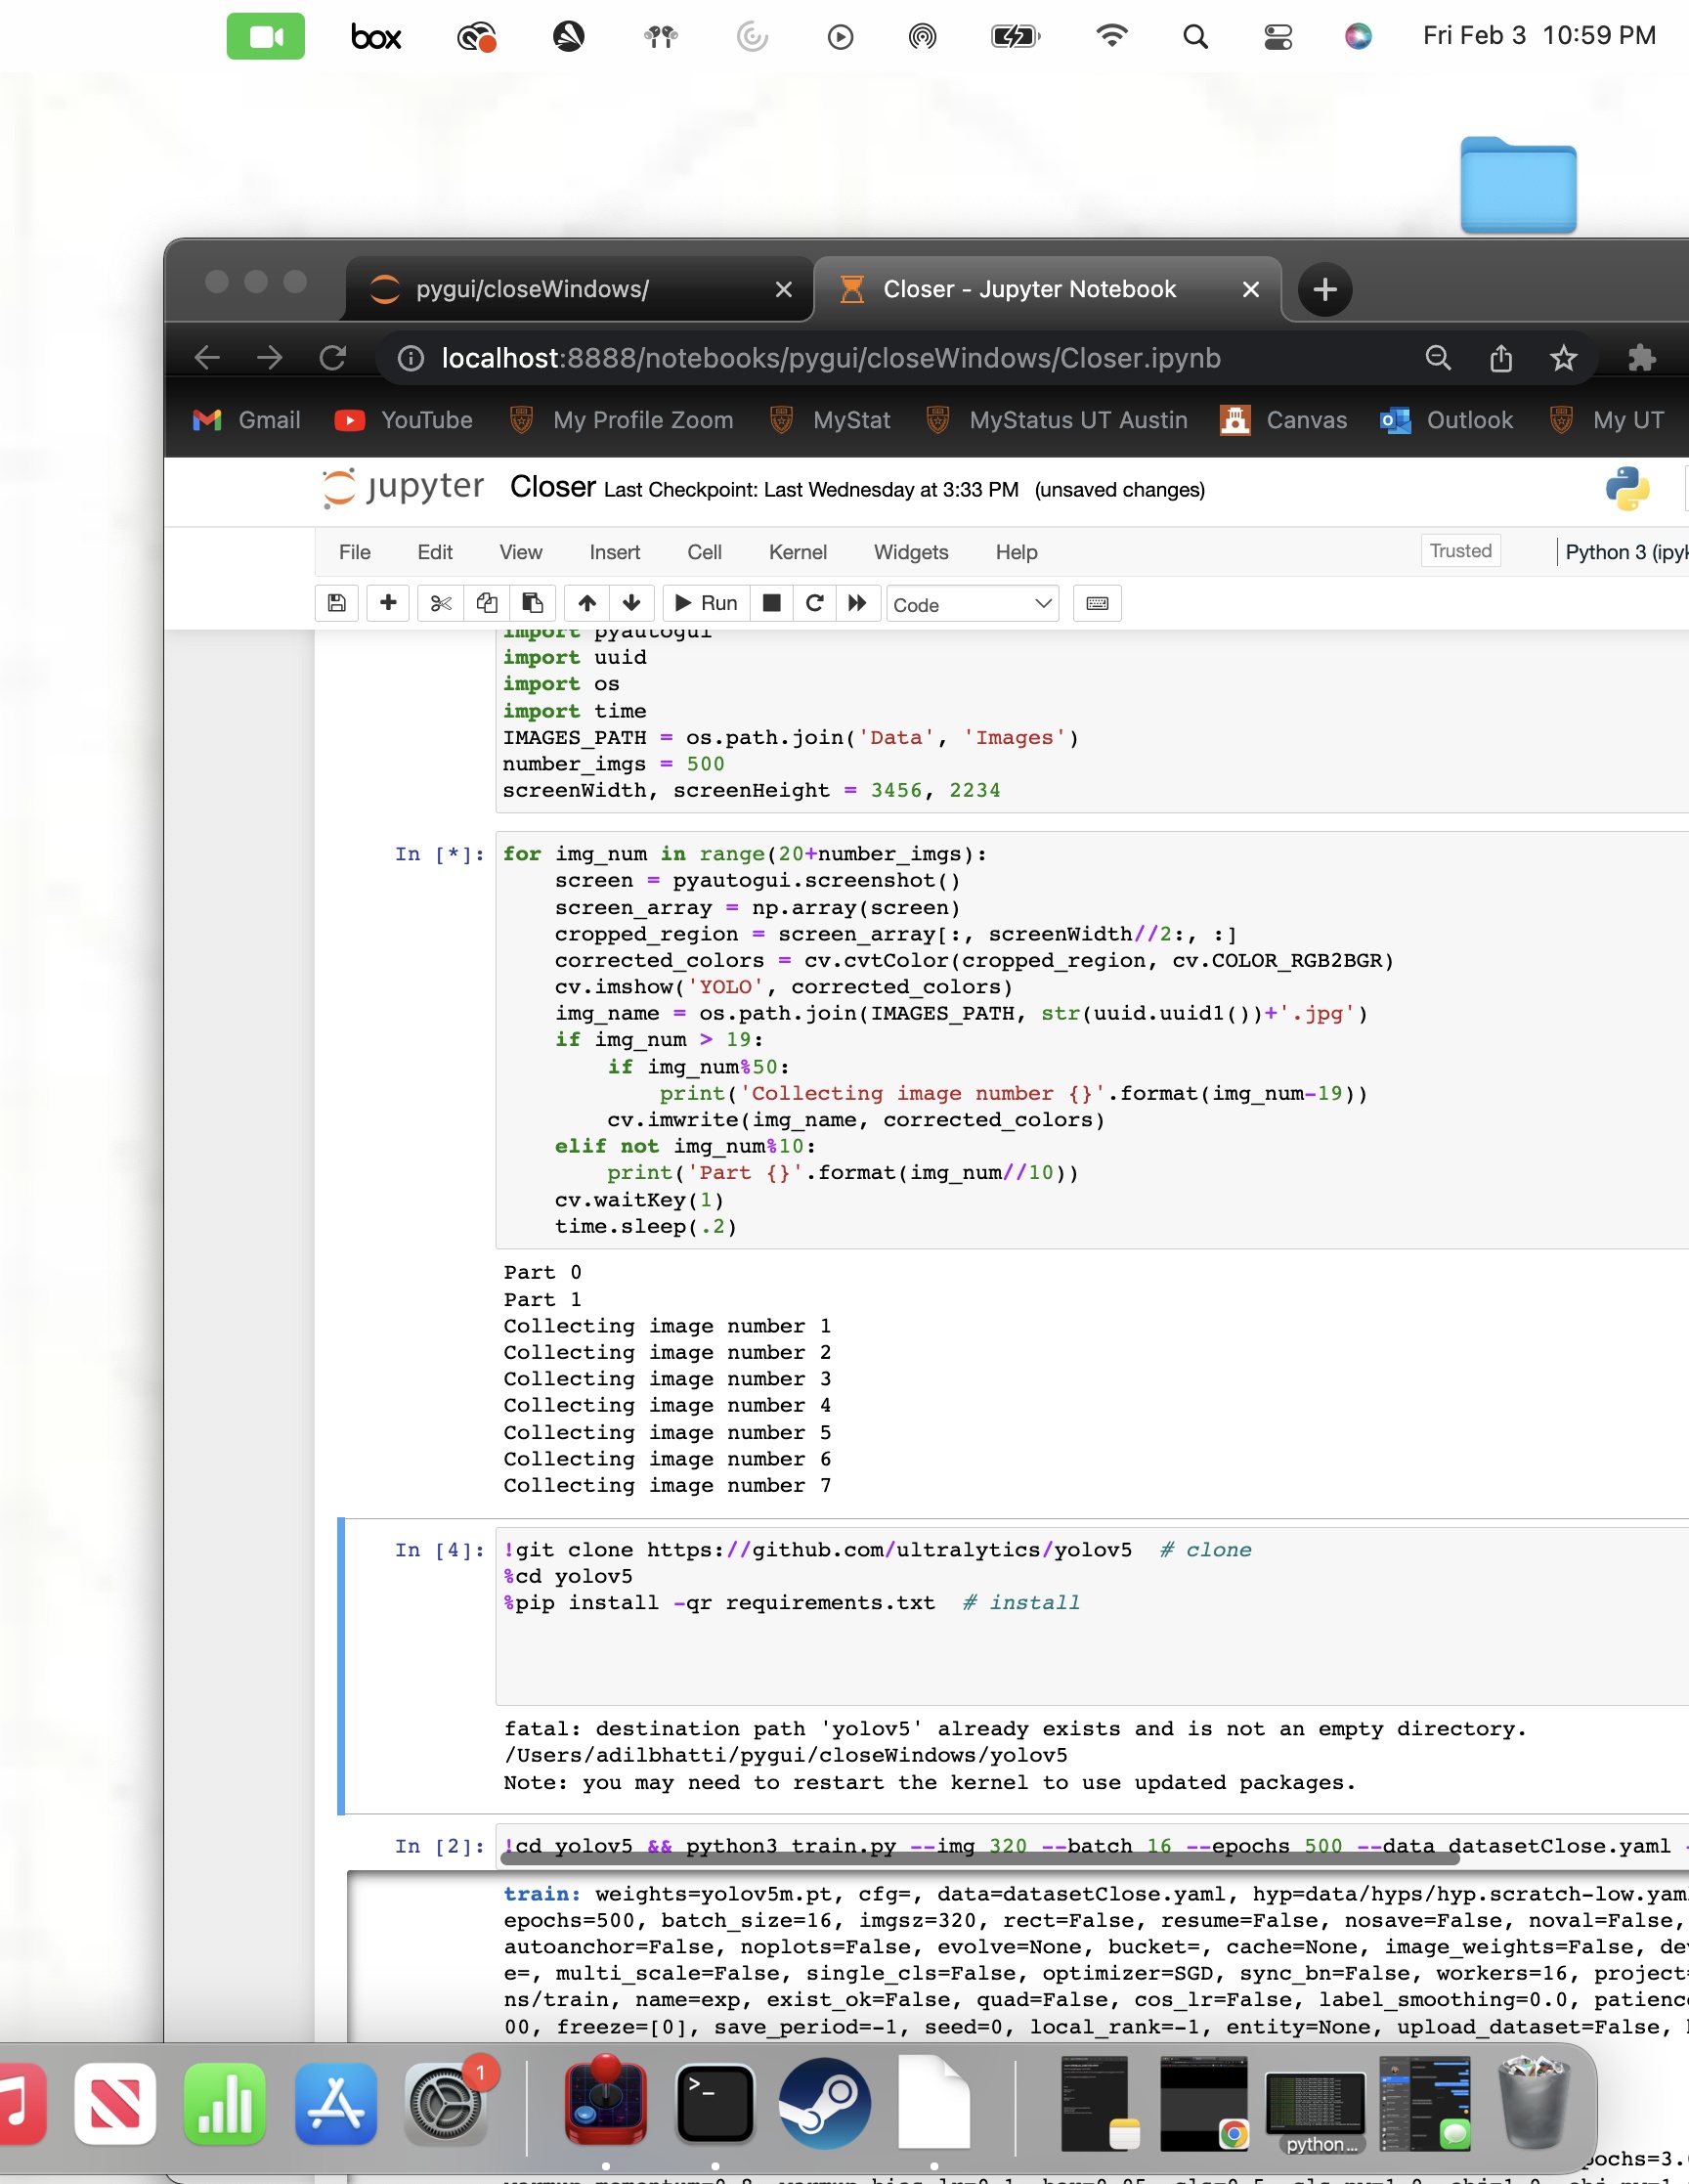 box
Fri Feb 3 10:59 PM
pygui/closeWindows/
Closer - Jupyter Notebook
localhost:8888/notebooks/pygui/closeWindows/Closer.ipynb
Gmail YouTube My Profile Zoom MyStat MyStatus UT Austin Canvas Outlook My UT
jupyter Closer Last Checkpoint: Last Wednesday at 3:33 PM (unsaved changes)
File Edit View Insert Cell Kernel Widgets Help Trusted Python 3 (ipyk
Run Code
import pyautogui
import uuid
import os
import time
IMAGES_PATH = os.path.join('Data', 'Images')
number_imgs = 500
screenWidth, screenHeight = 3456, 2234
In [*]: for img_num in range(20+number_imgs):
screen = pyautogui.screenshot()
screen_array = np.array(screen)
cropped_region = screen_array[:, screenWidth//2:, :]
corrected_colors = cv.cvtColor(cropped_region, cv.COLOR_RGB2BGR)
cv.imshow('YOLO', corrected_colors)
img_name = os.path.join(IMAGES_PATH, str(uuid.uuid1())+'.jpg')
if img_num > 19:
if img_num%50:
print('Collecting image number {}'.format(img_num-19))
cv.imwrite(img_name, corrected_colors)
elif not img_num%10:
print('Part {}'.format(img_num//10))
cv.waitKey(1)
time.sleep(.2)
Part 0
Part 1
Collecting image number 1
Collecting image number 2
Collecting image number 3
Collecting image number 4
Collecting image number 5
Collecting image number 6
Collecting image number 7
In [4]: !git clone https://github.com/ultralytics/yolov5 # clone
%cd yolov5
%pip install -qr requirements.txt # install
fatal: destination path 'yolov5' already exists and is not an empty directory.
/Users/adilbhatti/pygui/closeWindows/yolov5
Note: you may need to restart the kernel to use updated packages.
In [2]: !cd yolov5 && python3 train.py --img 320 --batch 16 --epochs 500 --data datasetClose.yaml -
train: weights=yolov5m.pt, cfg=, data=datasetClose.yaml, hyp=data/hyps/hyp.scratch-low.yam
epochs=500, batch_size=16, imgsz=320, rect=False, resume=False, nosave=False, noval=False,
autoanchor=False, noplots=False, evolve=None, bucket=, cache=None, image_weights=False, dev
e=, multi_scale=False, single_cls=False, optimizer=SGD, sync_bn=False, workers=16, project=
ns/train, name=exp, exist_ok=False, quad=False, cos_lr=False, label_smoothing=0.0, patienc
00, freeze=[0], save_period=-1, seed=0, local_rank=-1, entity=None, upload_dataset=False,
1
>_
python...
pochs=3.